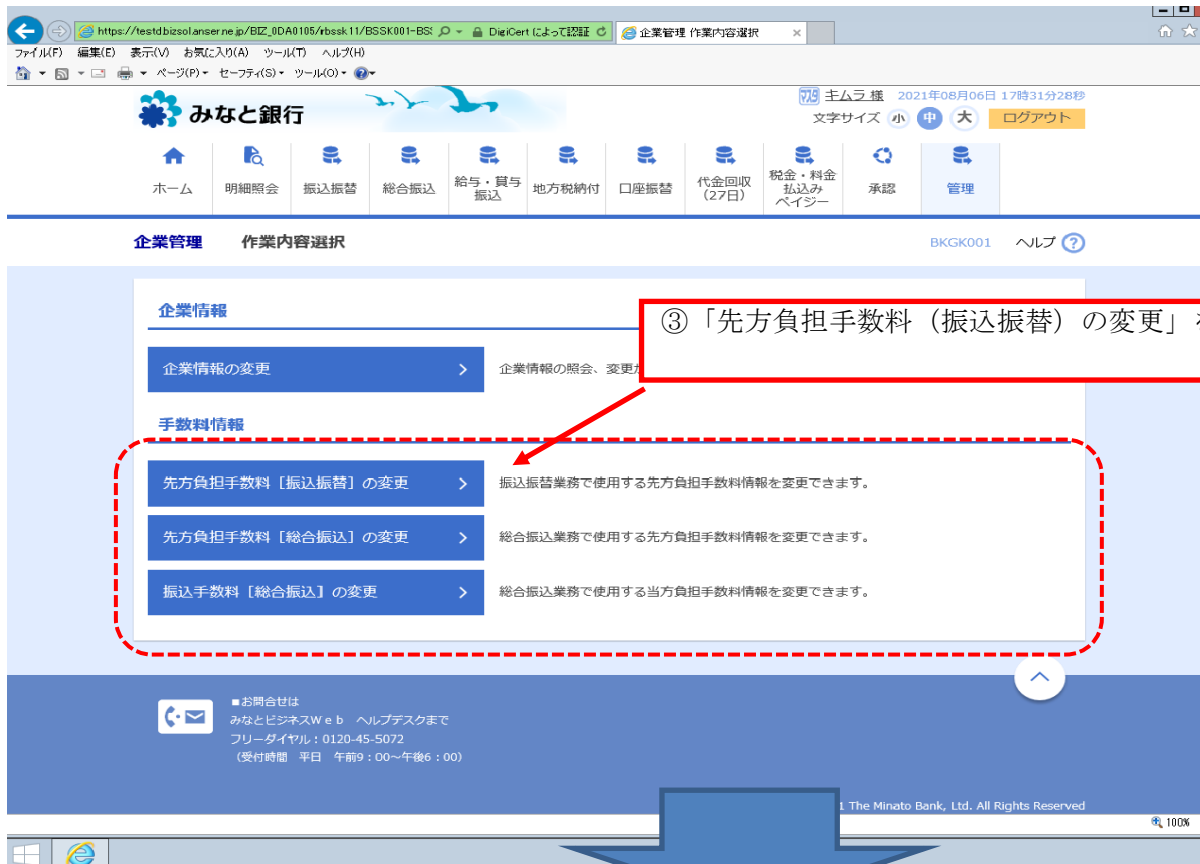 https://testd.bizsolanser.ne.jp/BIZ_0DA0105/rbssk11/BSSK001-BS
DigiCert によって認証
企業管理 作業内容選択
ファイル(F) 編集(E) 表示(V) お気に入り(A) ツール(T) ヘルプ(H)
ページ(P) セーフティ(S) ツール(O)
みなと銀行
マスタ キムラ 様 2021年08月06日 17時31分28秒
文字サイズ 小 中 大 ログアウト
ホーム
明細照会
振込振替
総合振込
給与・賞与
振込
地方税納付
口座振替
代金回収
(27日)
税金・料金
払込み
ペイジー
承認
管理
企業管理 作業内容選択 BKGK001 ヘルプ ?
企業情報
③「先方負担手数料（振込振替）の変更」
企業情報の変更
企業情報の照会、変更
手数料情報
先方負担手数料［振込振替］の変更
振込振替業務で使用する先方負担手数料情報を変更できます。
先方負担手数料［総合振込］の変更
総合振込業務で使用する先方負担手数料情報を変更できます。
振込手数料［総合振込］の変更
総合振込業務で使用する当方負担手数料情報を変更できます。
■お問合せは
みなとビジネスＷｅｂ ヘルプデスクまで
フリーダイヤル：0120-45-5072
（受付時間 平日 午前9：00～午後6：00）
The Minato Bank, Ltd. All Rights Reserved
100%